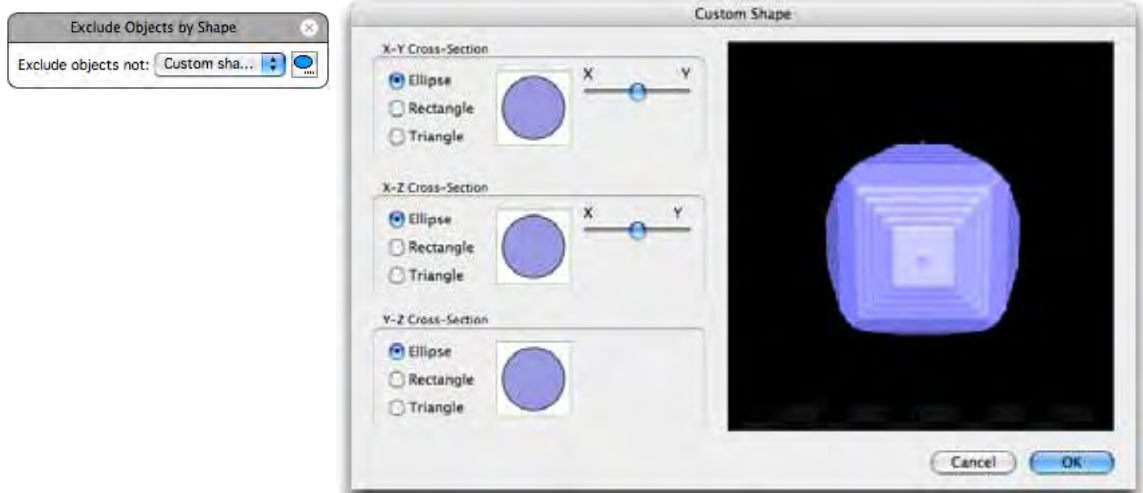 Exclude Objects by Shape
Exclude objects not: Custom sha...
Custom Shape
X-Y Cross-Section
Ellipse
Rectangle
Triangle
X Y
X-Z Cross-Section
Ellipse
Rectangle
Triangle
X Y
Y-Z Cross-Section
Ellipse
Rectangle
Triangle
Cancel OK